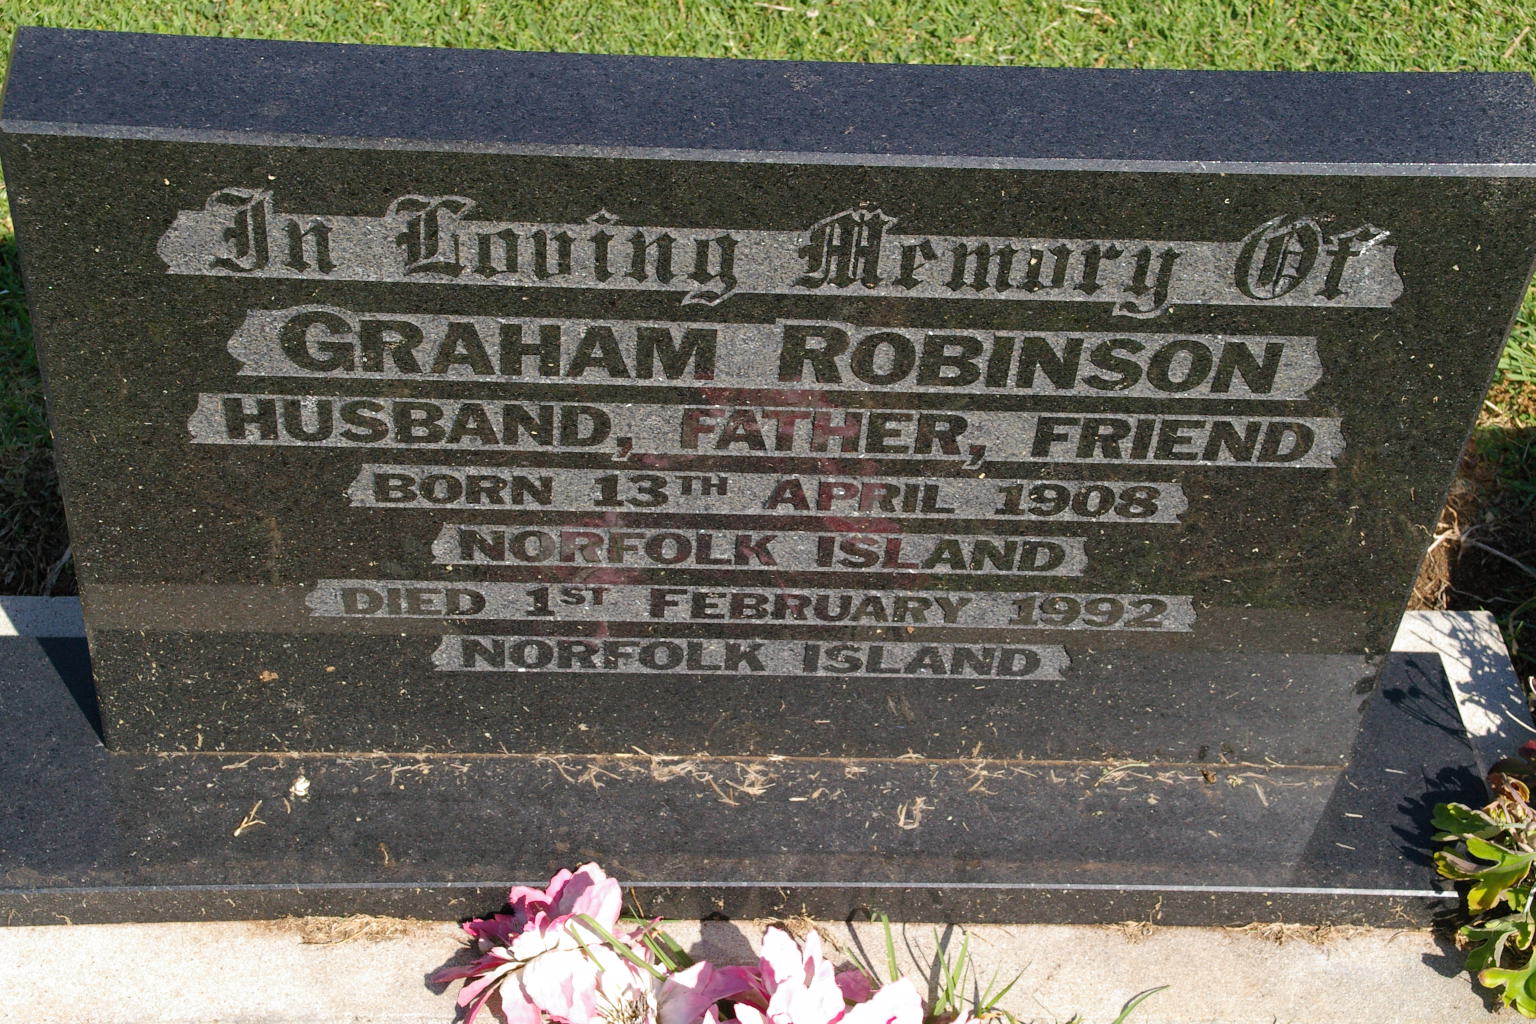 In Loving Memory Of
GRAHAM ROBINSON
HUSBAND, FATHER, FRIEND
BORN 13TH APRIL 1908
NORFOLK ISLAND
DIED 1ST FEBRUARY 1992
NORFOLK ISLAND